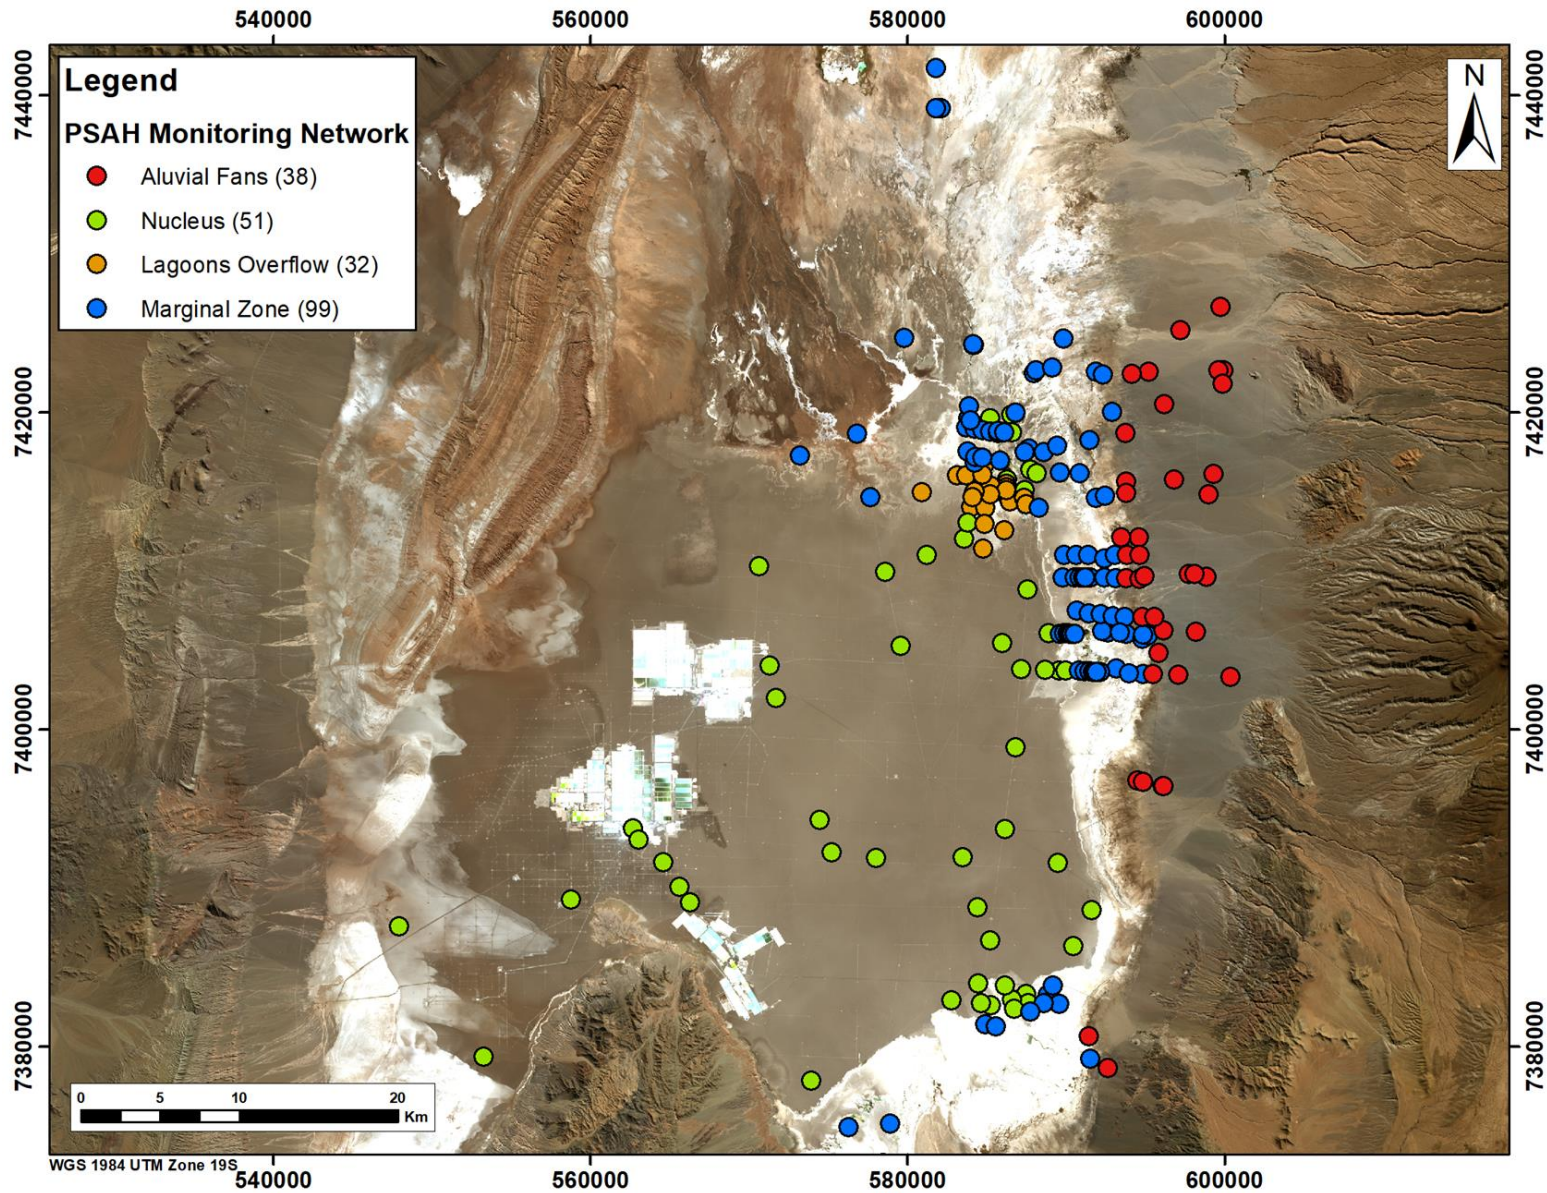 540000 560000 580000 600000
Legend
PSAH Monitoring Network
Aluvial Fans (38)
Nucleus (51)
Lagoons Overflow (32)
Marginal Zone (99)
N
7440000 7440000
7420000 7420000
7400000 7400000
7380000 7380000
0 5 10 20 Km
WGS 1984 UTM Zone 19S
540000 560000 580000 600000